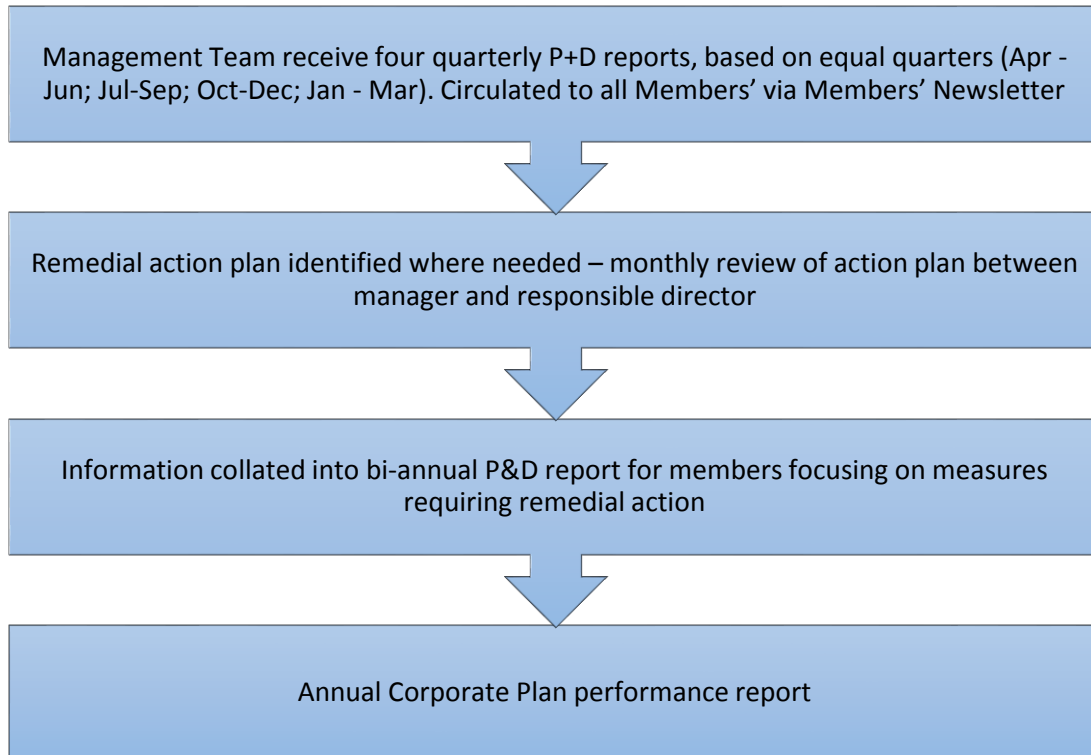 Management Team receive four quarterly P+D reports, based on equal quarters (Apr -
Jun; Jul-Sep; Oct-Dec; Jan - Mar). Circulated to all Members’ via Members’ Newsletter
Remedial action plan identified where needed – monthly review of action plan between
manager and responsible director
Information collated into bi-annual P&D report for members focusing on measures
requiring remedial action
Annual Corporate Plan performance report